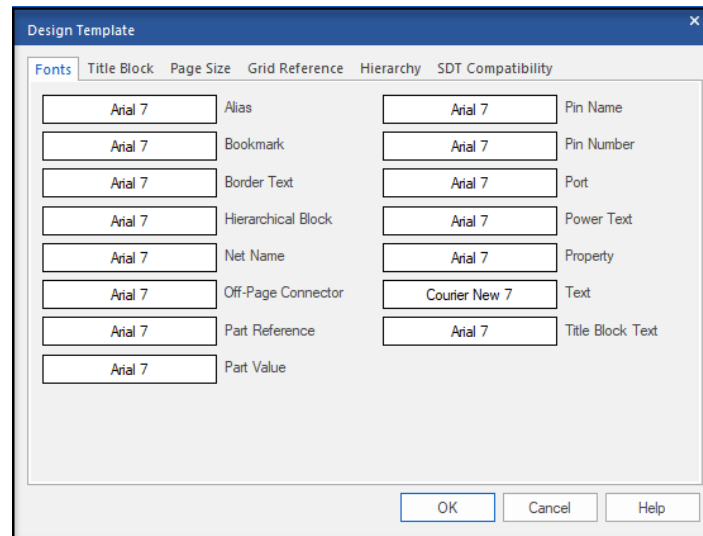 Design Template
Fonts Title Block Page Size Grid Reference Hierarchy SDT Compatibility
Arial 7 Alias Arial 7 Pin Name
Arial 7 Bookmark Arial 7 Pin Number
Arial 7 Border Text Arial 7 Port
Arial 7 Hierarchical Block Arial 7 Power Text
Arial 7 Net Name Arial 7 Property
Arial 7 Off-Page Connector Courier New 7 Text
Arial 7 Part Reference Arial 7 Title Block Text
Arial 7 Part Value
OK Cancel Help